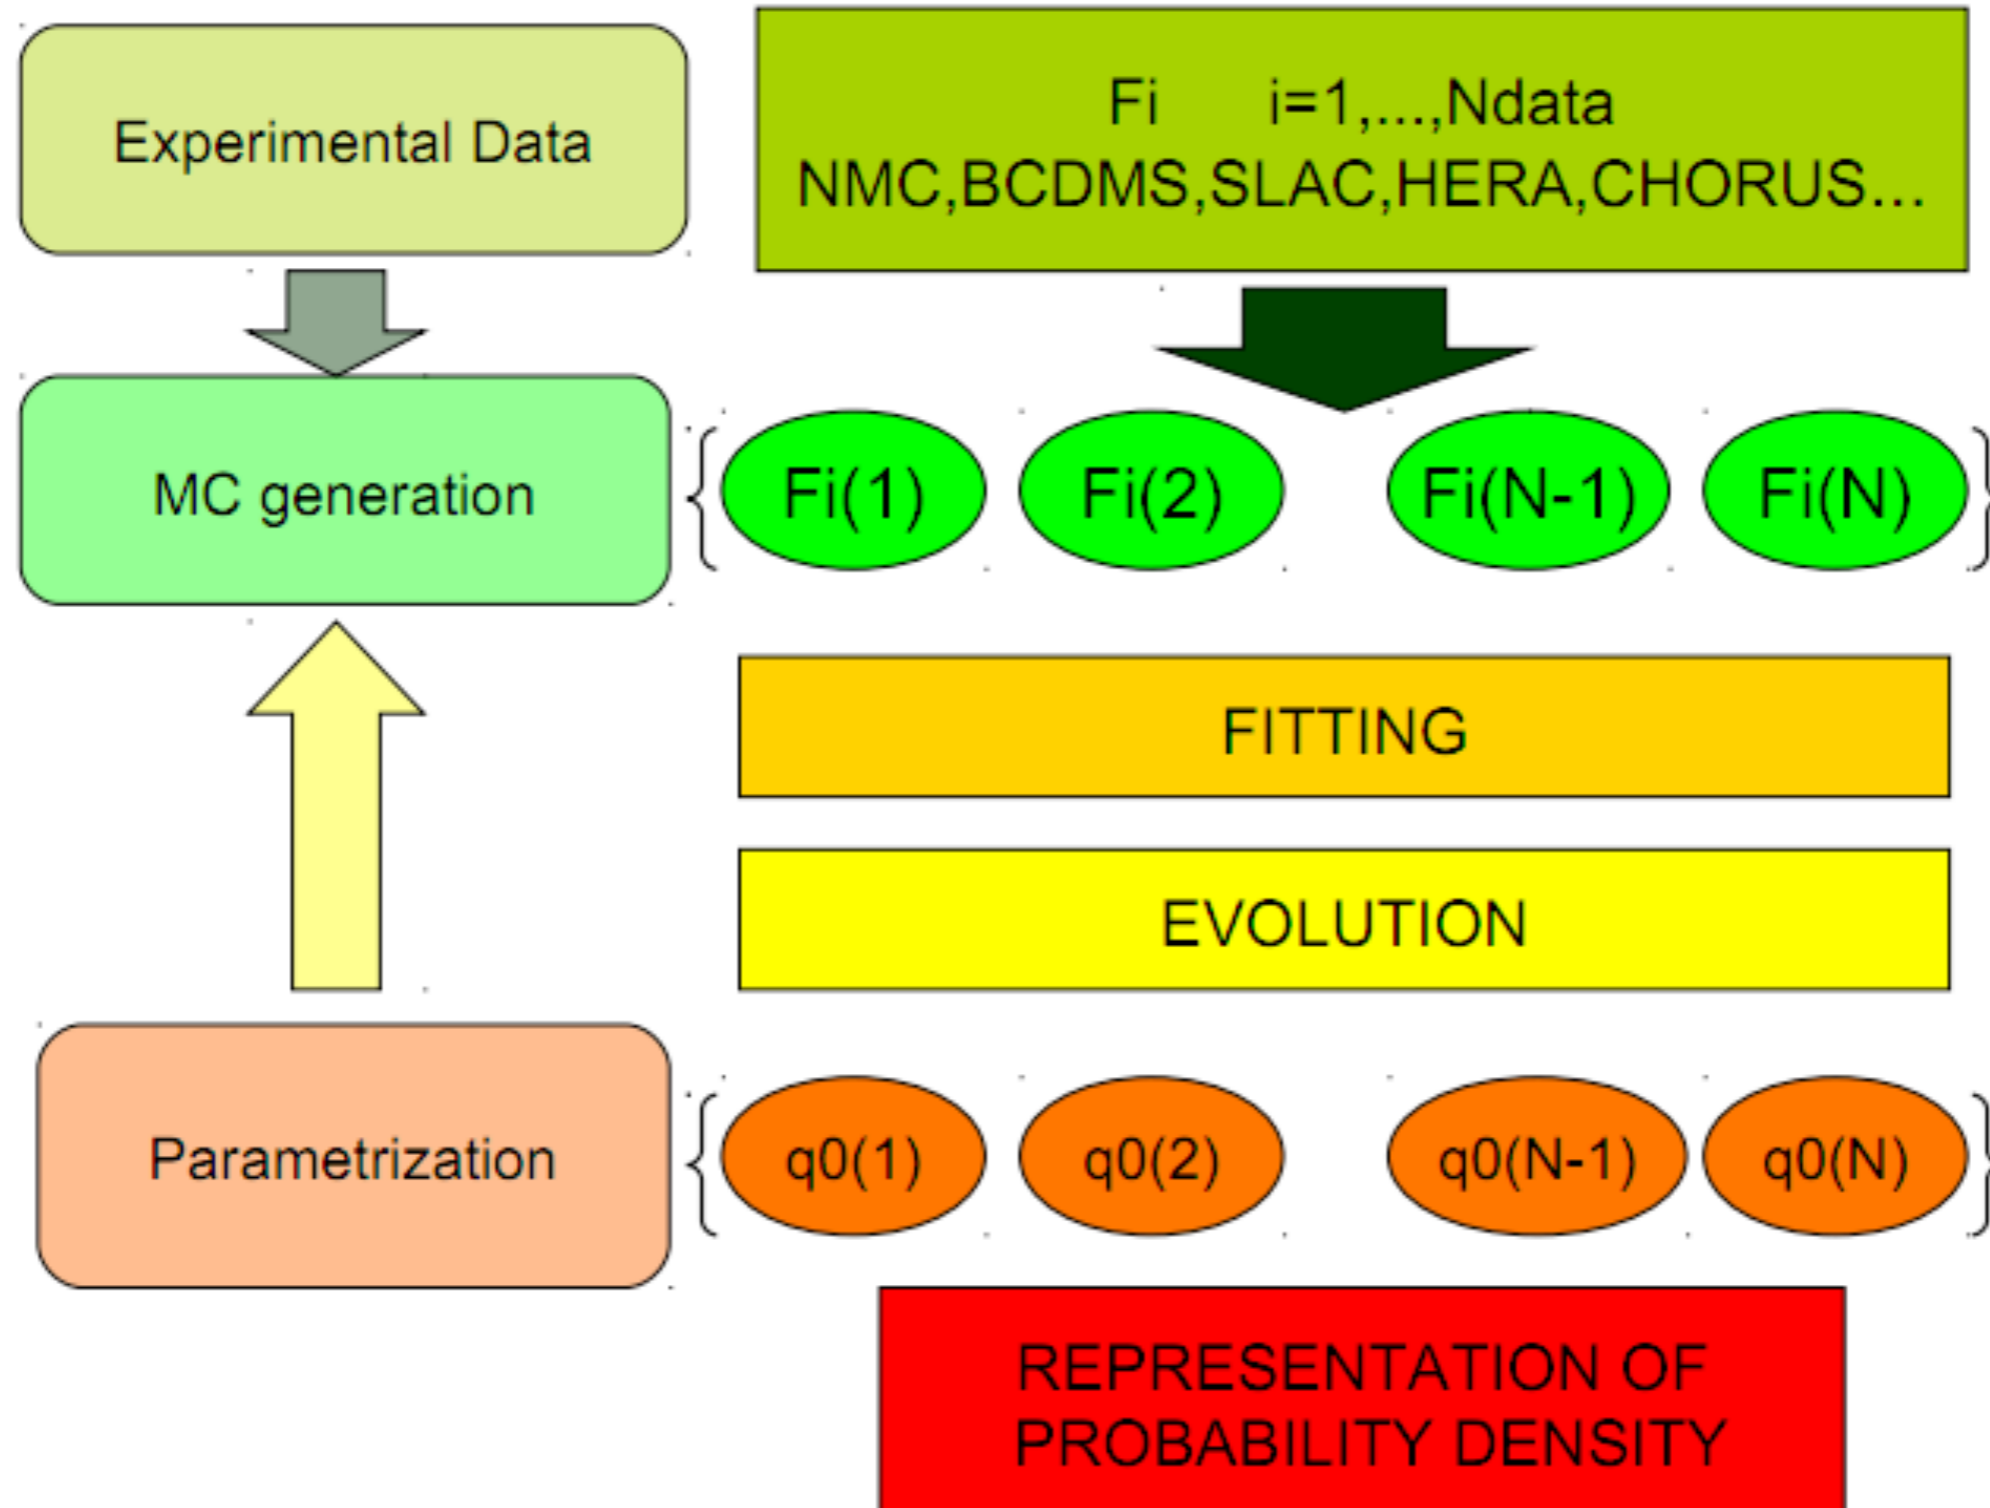 Experimental Data
Fi i=1,...,Ndata
NMC,BCDMS,SLAC,HERA,CHORUS...
MC generation
{ Fi(1) Fi(2) Fi(N-1) Fi(N) }
FITTING
EVOLUTION
Parametrization
{ q0(1) q0(2) q0(N-1) q0(N) }
REPRESENTATION OF
PROBABILITY DENSITY